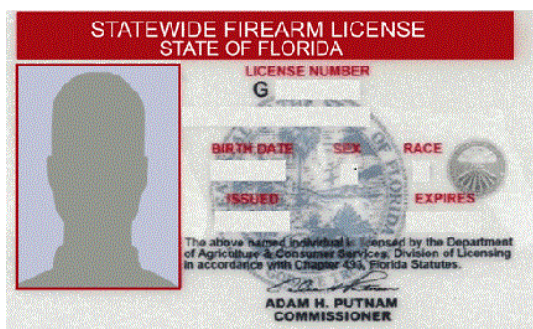 STATEWIDE FIREARM LICENSE
STATE OF FLORIDA
LICENSE NUMBER
G
BIRTH DATE SEX RACE
ISSUED EXPIRES
The above named individual is licensed by the Department
of Agriculture & Consumer Services, Division of Licensing
in accordance with Chapter 493, Florida Statutes.
ADAM H. PUTNAM
COMMISSIONER